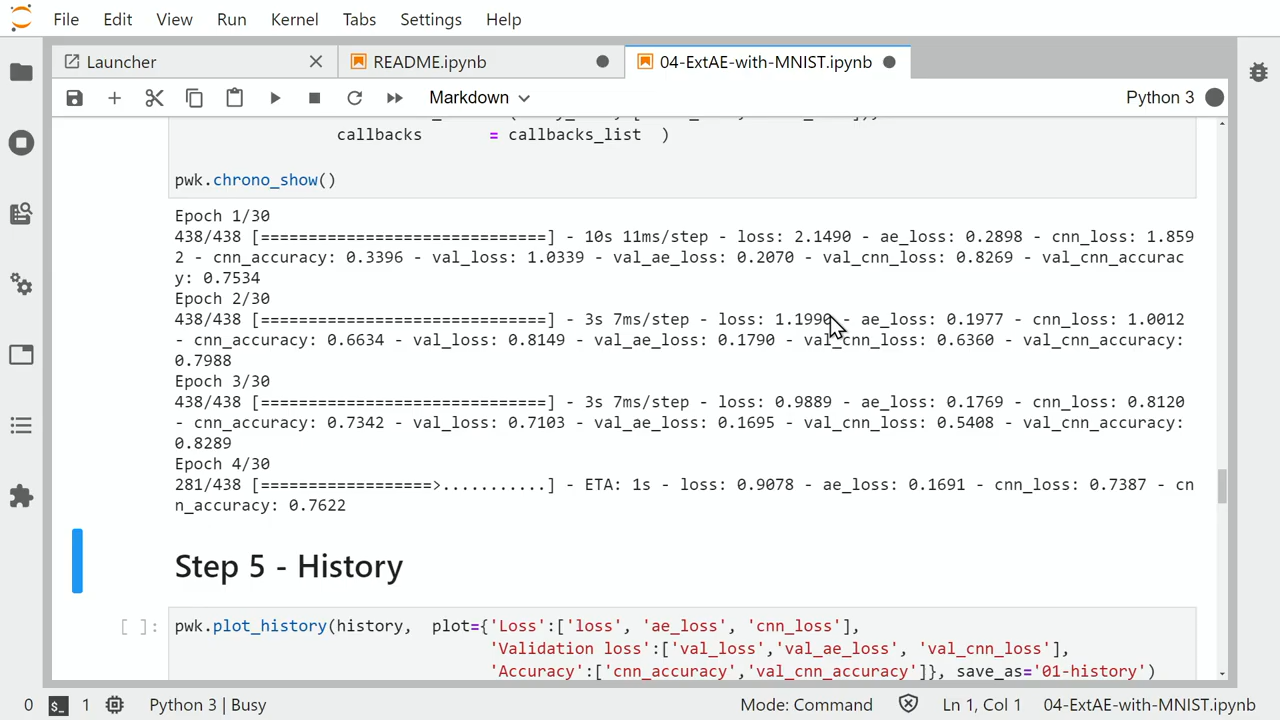 File Edit View Run Kernel Tabs Settings Help
Launcher
README.ipynb
04-ExtAE-with-MNIST.ipynb
Markdown
Python 3
callbacks = callbacks_list )
pwk.chrono_show()
Epoch 1/30
438/438 [==============================] - 10s 11ms/step - loss: 2.1490 - ae_loss: 0.2898 - cnn_loss: 1.859
2 - cnn_accuracy: 0.3396 - val_loss: 1.0339 - val_ae_loss: 0.2070 - val_cnn_loss: 0.8269 - val_cnn_accurac
y: 0.7534
Epoch 2/30
438/438 [==============================] - 3s 7ms/step - loss: 1.1990 - ae_loss: 0.1977 - cnn_loss: 1.0012
- cnn_accuracy: 0.6634 - val_loss: 0.8149 - val_ae_loss: 0.1790 - val_cnn_loss: 0.6360 - val_cnn_accuracy:
0.7988
Epoch 3/30
438/438 [==============================] - 3s 7ms/step - loss: 0.9889 - ae_loss: 0.1769 - cnn_loss: 0.8120
- cnn_accuracy: 0.7342 - val_loss: 0.7103 - val_ae_loss: 0.1695 - val_cnn_loss: 0.5408 - val_cnn_accuracy:
0.8289
Epoch 4/30
281/438 [==================>...........] - ETA: 1s - loss: 0.9078 - ae_loss: 0.1691 - cnn_loss: 0.7387 - cn
n_accuracy: 0.7622
Step 5 - History
[ ]: pwk.plot_history(history, plot={'Loss':['loss', 'ae_loss', 'cnn_loss'],
'Validation loss':['val_loss','val_ae_loss', 'val_cnn_loss'],
'Accuracy':['cnn_accuracy','val_cnn_accuracy']}, save_as='01-history')
0 $_ 1 Python 3 | Busy Mode: Command Ln 1, Col 1 04-ExtAE-with-MNIST.ipynb